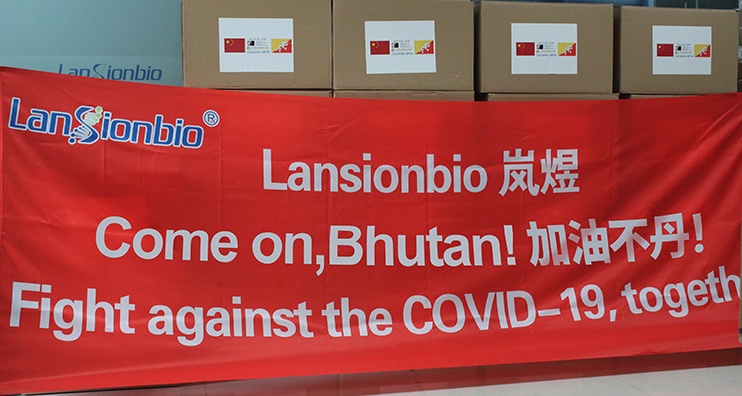 Lansionbio
Lansionbio®
Lansionbio 岚煜
Come on,Bhutan! 加油不丹!
Fight against the COVID-19, togeth